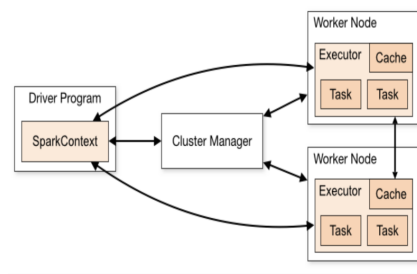 Worker Node
Executor
Cache
Task
Task
Driver Program
SparkContext
Cluster Manager
Worker Node
Executor
Cache
Task
Task